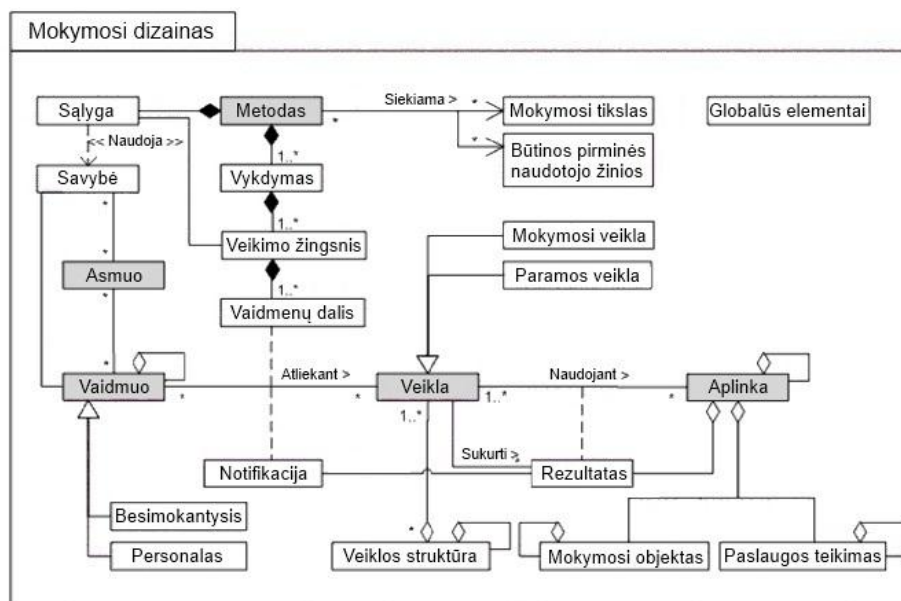 Mokymosi dizainas
Sąlyga
Metodas
Siekiama >
*
*
Mokymosi tikslas
Globalūs elementai
<< Naudoja >>
*
Būtinos pirminės
naudotojo žinios
1..*
Savybė
Vykdymas
*
1..*
Veikimo žingsnis
Mokymosi veikla
*
Asmuo
Paramos veikla
*
1..*
Vaidmenų dalis
*
Atliekant >
Naudojant >
Vaidmuo
Veikla
Aplinka
*
*
1..*
1..*
*
Sukurti >
*
Notifikacija
Rezultatas
Besimokantysis
*
Personalas
Veiklos struktūra
Mokymosi objektas
Paslaugos teikimas